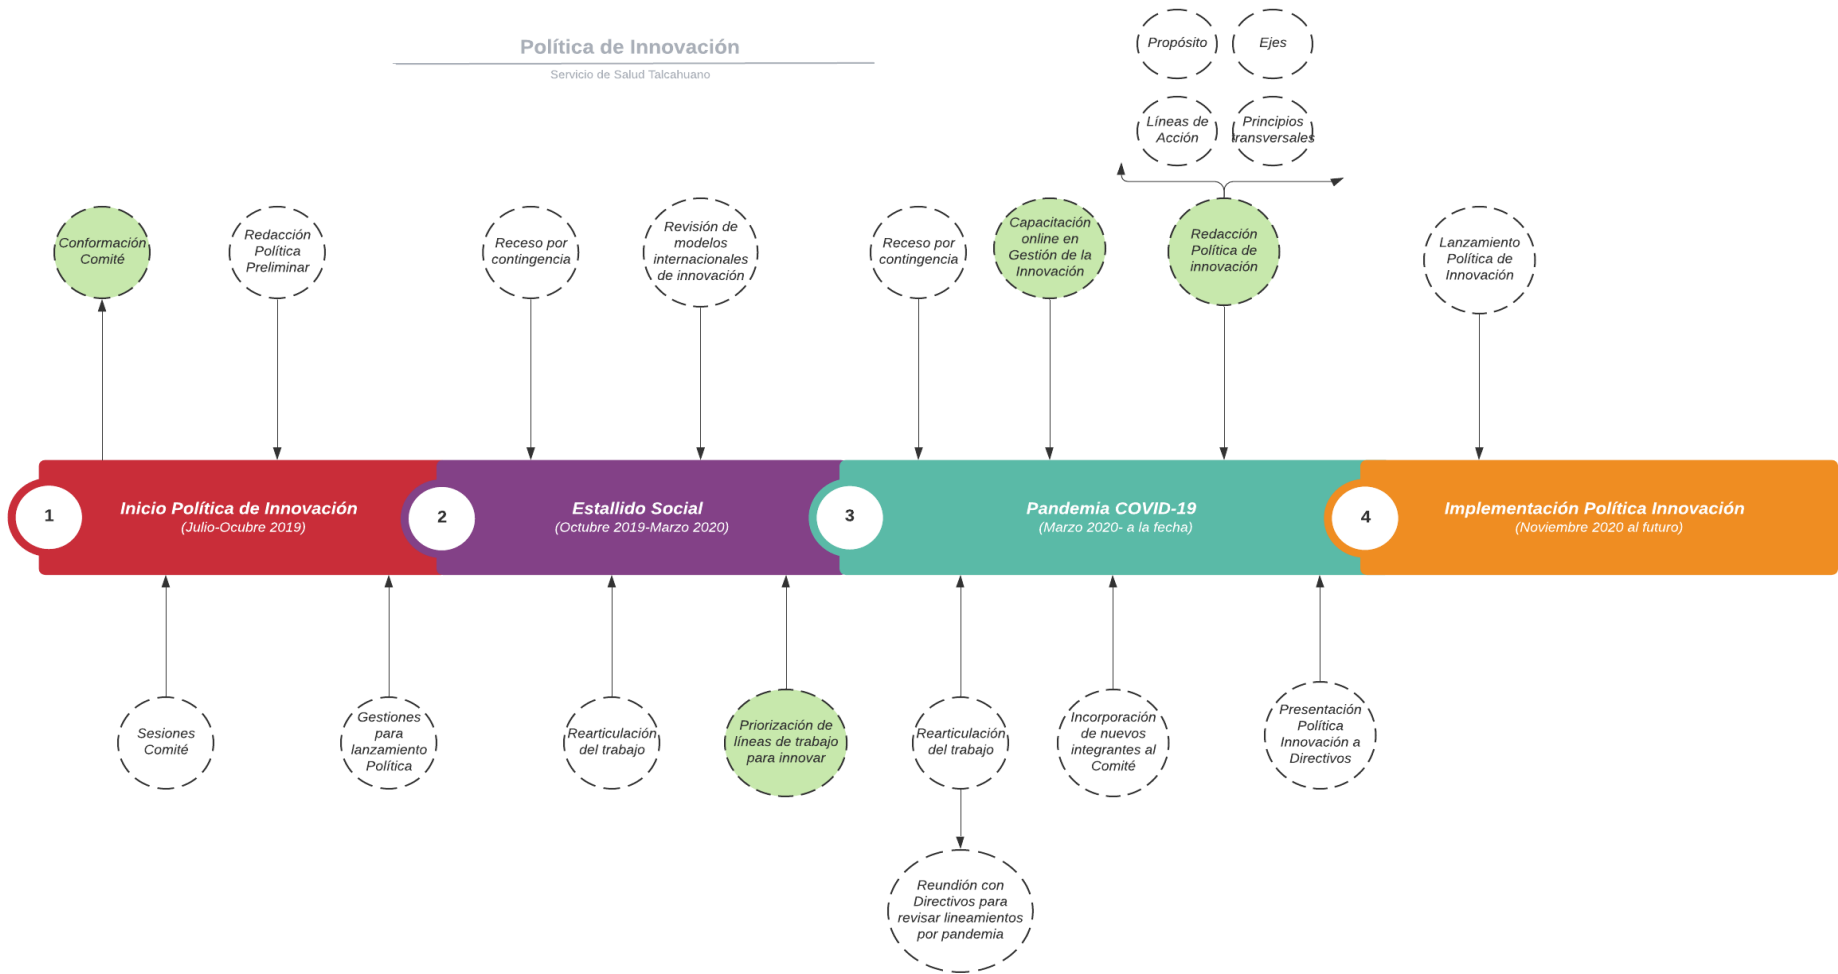 Política de Innovación
Servicio de Salud Talcahuano
Propósito
Ejes
Líneas de
Acción
Principios
transversales
Conformación
Comité
Redacción
Política
Preliminar
Receso por
contingencia
Revisión de
modelos
internacionales
de innovación
Receso por
contingencia
Capacitación
online en
Gestión de la
Innovación
Redacción
Política de
innovación
Lanzamiento
Política de
Innovación
1
Inicio Política de Innovación
(Julio-Ocubre 2019)
2
Estallido Social
(Octubre 2019-Marzo 2020)
3
Pandemia COVID-19
(Marzo 2020- a la fecha)
4
Implementación Política Innovación
(Noviembre 2020 al futuro)
Sesiones
Comité
Gestiones
para
lanzamiento
Política
Rearticulación
del trabajo
Priorización de
líneas de trabajo
para innovar
Rearticulación
del trabajo
Incorporación
de nuevos
integrantes al
Comité
Presentación
Política
Innovación a
Directivos
Reundión con
Directivos para
revisar lineamientos
por pandemia